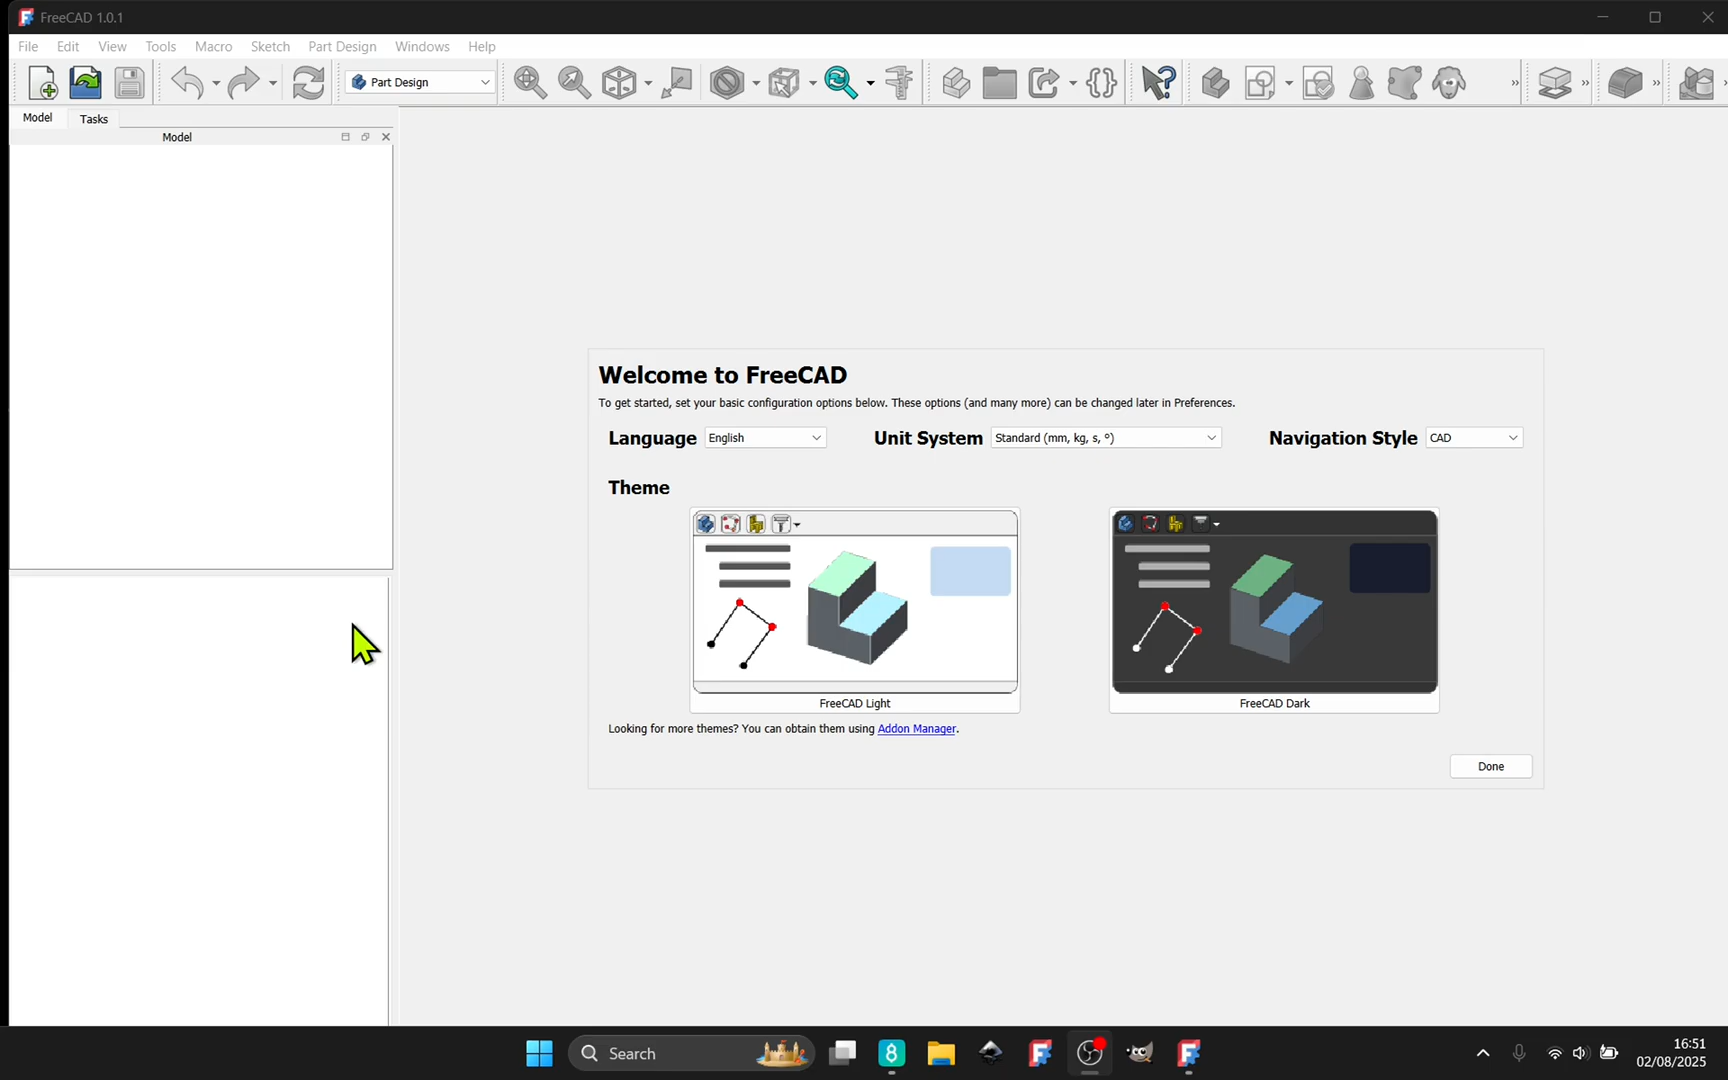 FreeCAD 1.0.1
File Edit View Tools Macro Sketch Part Design Windows Help
Part Design
Model Tasks
Model
Welcome to FreeCAD
To get started, set your basic configuration options below. These options (and many more) can be changed later in Preferences.
Language English Unit System Standard (mm, kg, s, °) Navigation Style CAD
Theme
FreeCAD Light FreeCAD Dark
Looking for more themes? You can obtain them using Addon Manager.
Done
Search
16:51
02/08/2025